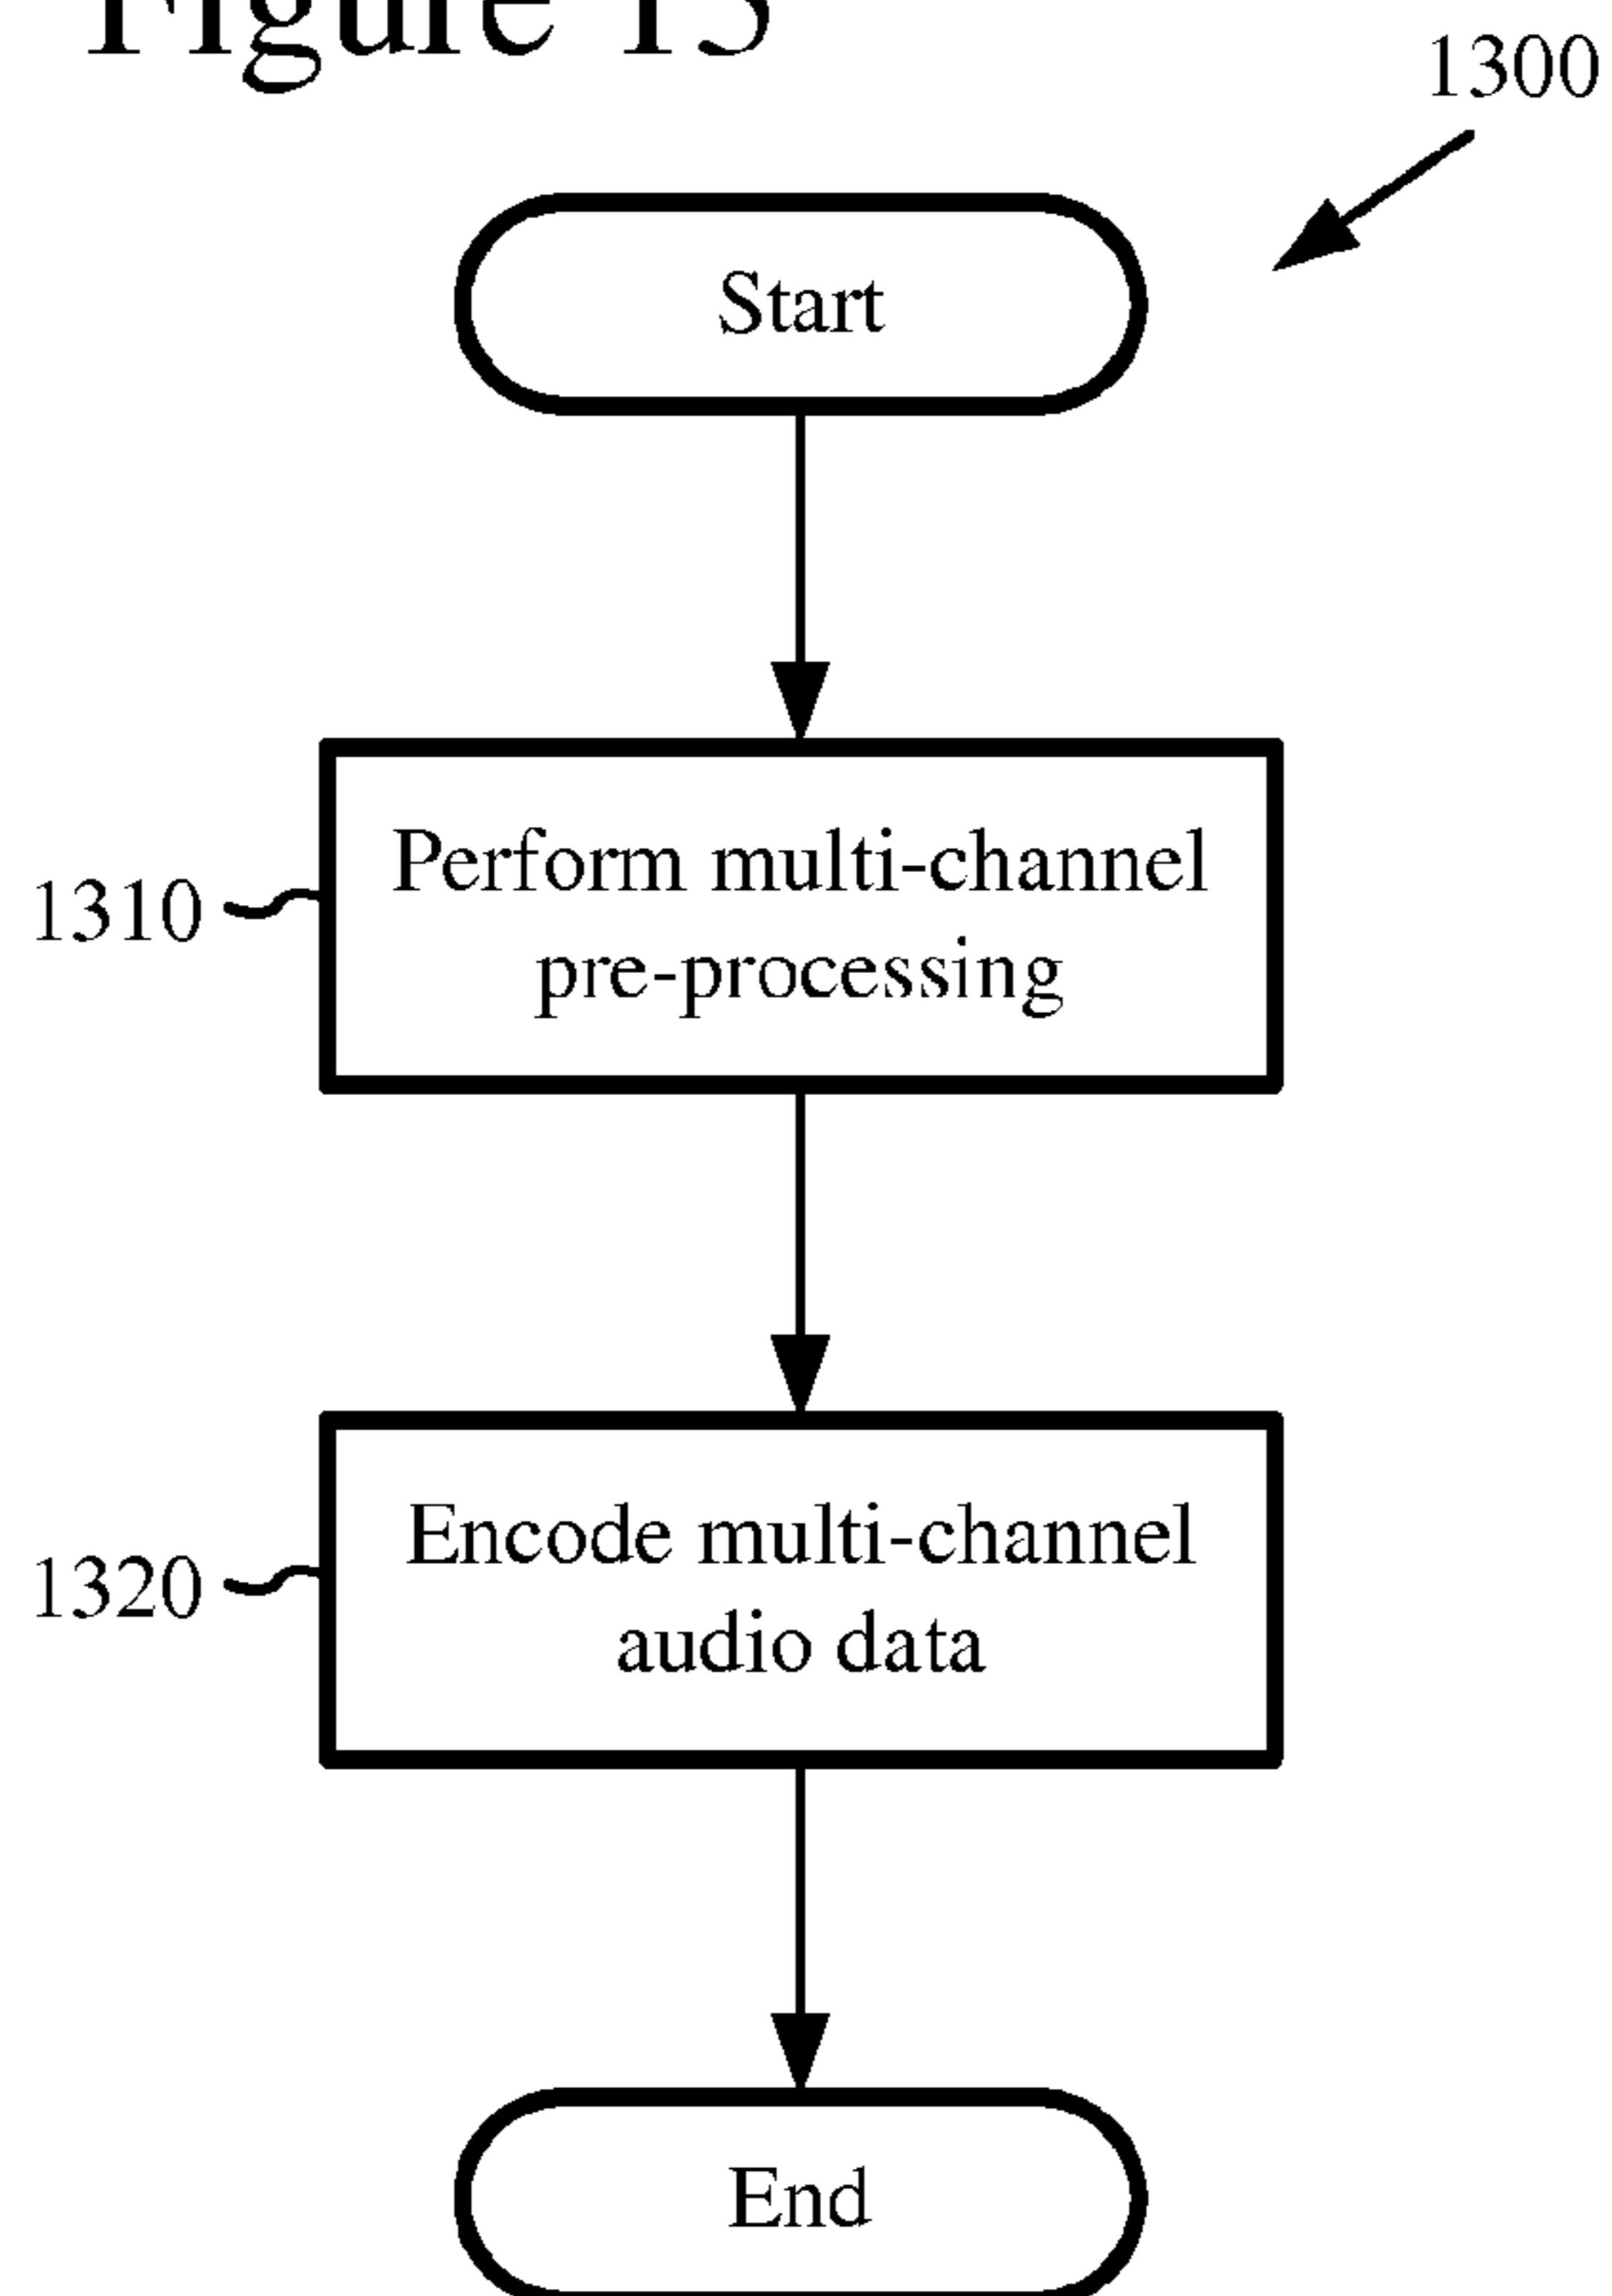 Figure 13
1300
Start
1310
Perform multi-channel
pre-processing
1320
Encode multi-channel
audio data
End